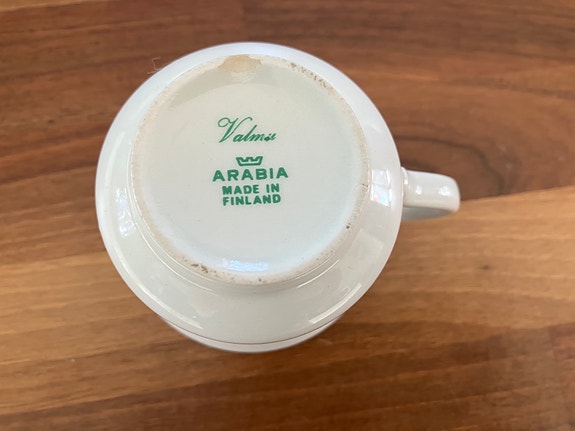 Valmu
ARABIA
MADE IN
FINLAND